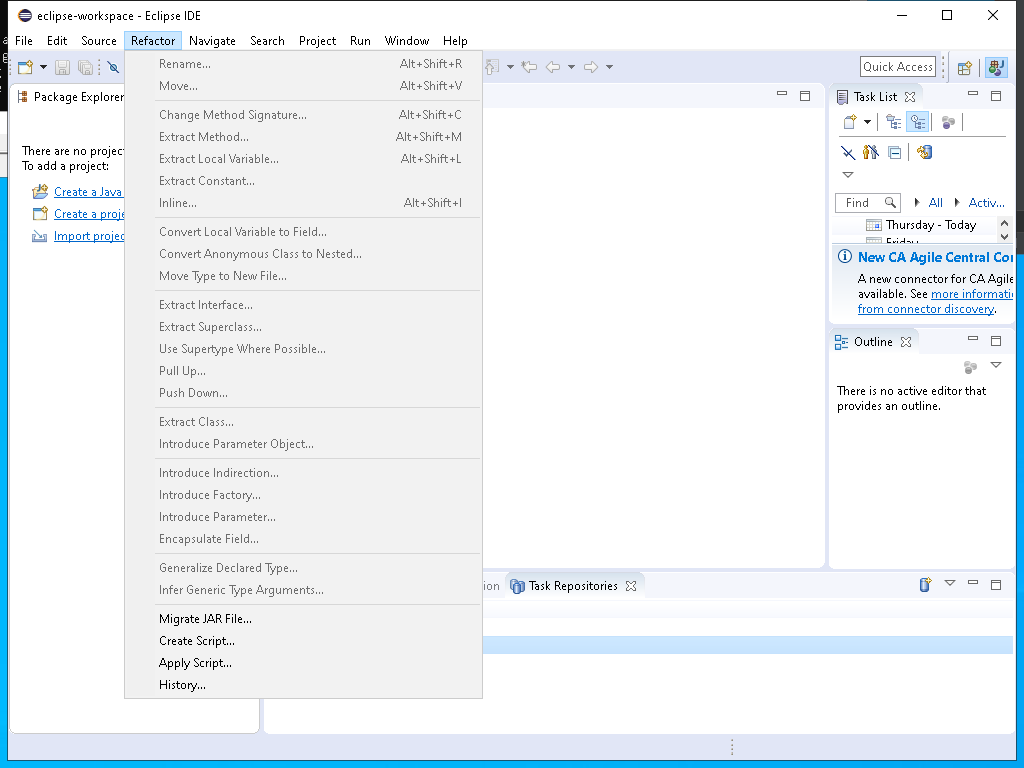 eclipse-workspace - Eclipse IDE
File Edit Source Refactor Navigate Search Project Run Window Help
Quick Access
Package Explorer
There are no
To add a project:
Create a Java
Create a
Import
Rename... Alt+Shift+R
Move... Alt+Shift+V
Change Method Signature... Alt+Shift+C
Extract Method... Alt+Shift+M
Extract Local Variable... Alt+Shift+L
Extract Constant...
Inline... Alt+Shift+I
Convert Local Variable to Field...
Convert Anonymous Class to Nested...
Move Type to New File...
Extract Interface...
Extract Superclass...
Use Supertype Where Possible...
Pull Up...
Push Down...
Extract Class...
Introduce Parameter Object...
Introduce Indirection...
Introduce Factory...
Introduce Parameter...
Encapsulate Field...
Generalize Declared Type...
Infer Generic Type Arguments...
Migrate JAR File...
Create Script...
Apply Script...
History...
Task List
Find All Activ...
Thursday - Today
Friday
New CA Agile Central
A new connector for CA Agile
available. See more
from connector discovery.
Outline
There is no active editor that
provides an outline.
Task Repositories